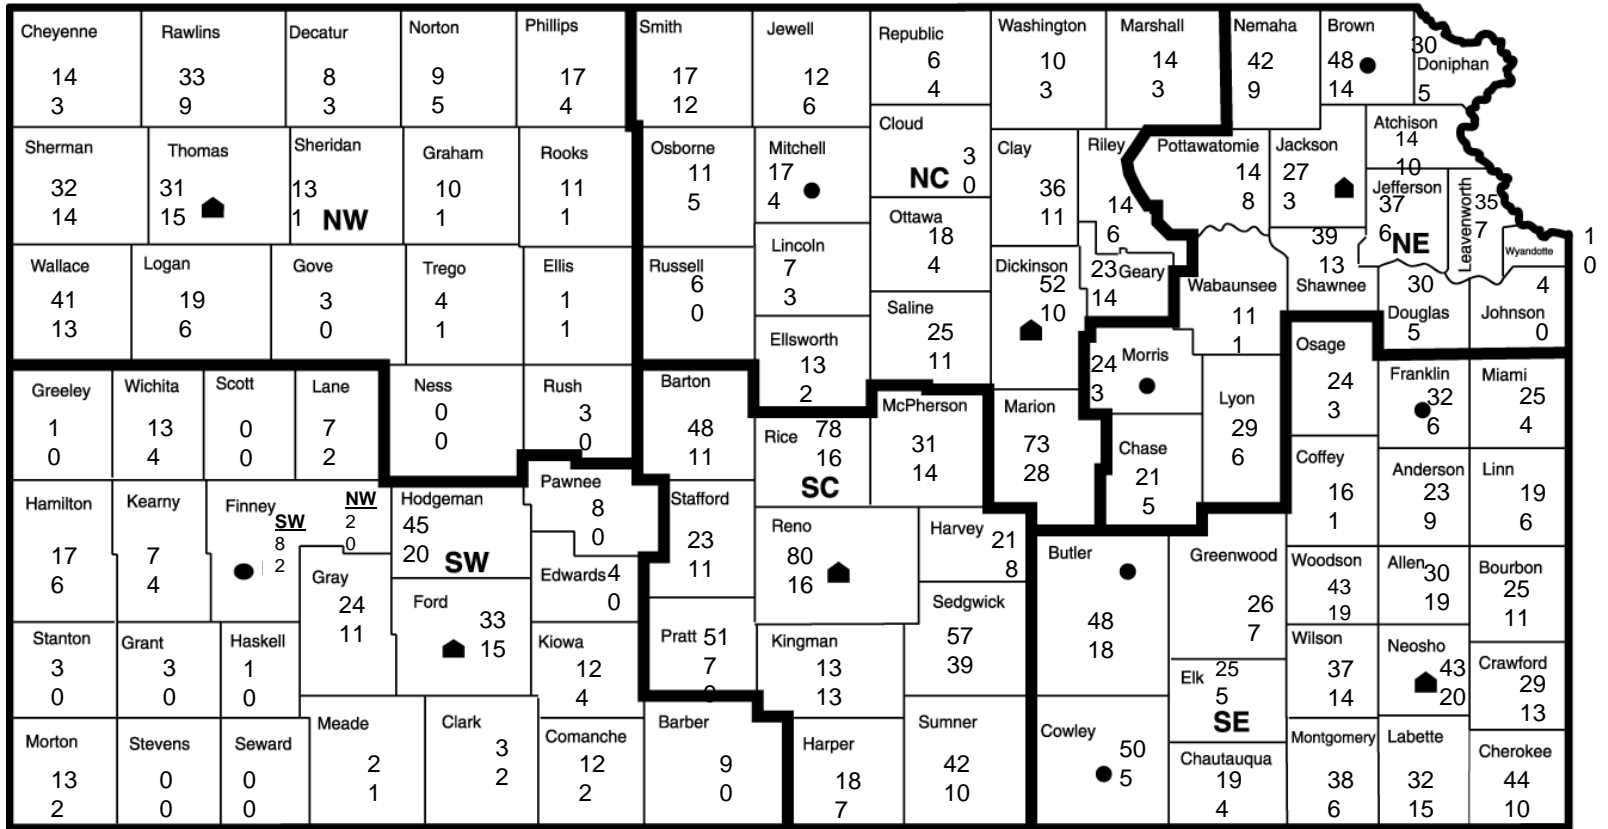 Cheyenne
14
3
Rawlins
33
9
Decatur
8
3
Norton
9
5
Phillips
17
4
Smith
17
12
Jewell
12
6
Republic
6
4
Washington
10
3
Marshall
14
3
Nemaha
42
9
Brown
48
14
30
Doniphan
5
Sherman
32
14
Thomas
31
15
Sheridan
13
1
NW
Graham
10
1
Rooks
11
1
Osborne
11
5
Mitchell
17
4
Cloud
3
0
NC
Clay
36
11
Riley
14
6
Pottawatomie
14
8
Jackson
27
3
Atchison
14
10
Jefferson
37
6
NE
Leavenworth
35
7
Wyandotte
1
0
Wallace
41
13
Logan
19
6
Gove
3
0
Trego
4
1
Ellis
1
1
Russell
6
0
Lincoln
7
3
Ottawa
18
4
Dickinson
52
10
23
Geary
14
Wabaunsee
11
1
39
13
Shawnee
30
Douglas
5
4
Johnson
0
Ellsworth
13
2
Saline
25
11
Greeley
1
0
Wichita
13
4
Scott
0
0
Lane
7
2
Ness
0
0
Rush
3
0
Barton
48
11
Rice
78
16
SC
McPherson
31
14
Marion
73
28
24
Morris
3
Chase
21
5
Lyon
29
6
Osage
24
3
Franklin
32
6
Miami
25
4
Hamilton
17
6
Kearny
7
4
Finney
SW
8
2
NW
2
0
Hodgeman
45
20
SW
Pawnee
8
0
Stafford
23
11
Reno
80
16
Harvey
21
8
Butler
48
18
Greenwood
26
7
Coffey
16
1
Anderson
23
9
Linn
19
6
Gray
24
11
Ford
33
15
Edwards
4
0
Woodson
43
19
Allen
30
19
Bourbon
25
11
Stanton
3
0
Grant
3
0
Haskell
1
0
Kiowa
12
4
Pratt
51
7
Kingman
13
13
Sedgwick
57
39
Elk
25
5
SE
Wilson
37
14
Neosho
43
20
Crawford
29
13
Morton
13
2
Stevens
0
0
Seward
0
0
Meade
2
1
Clark
3
2
Comanche
12
2
Barber
9
0
Harper
18
7
Sumner
42
10
Cowley
50
5
Chautauqua
19
4
Montgomery
38
6
Labette
32
15
Cherokee
44
10